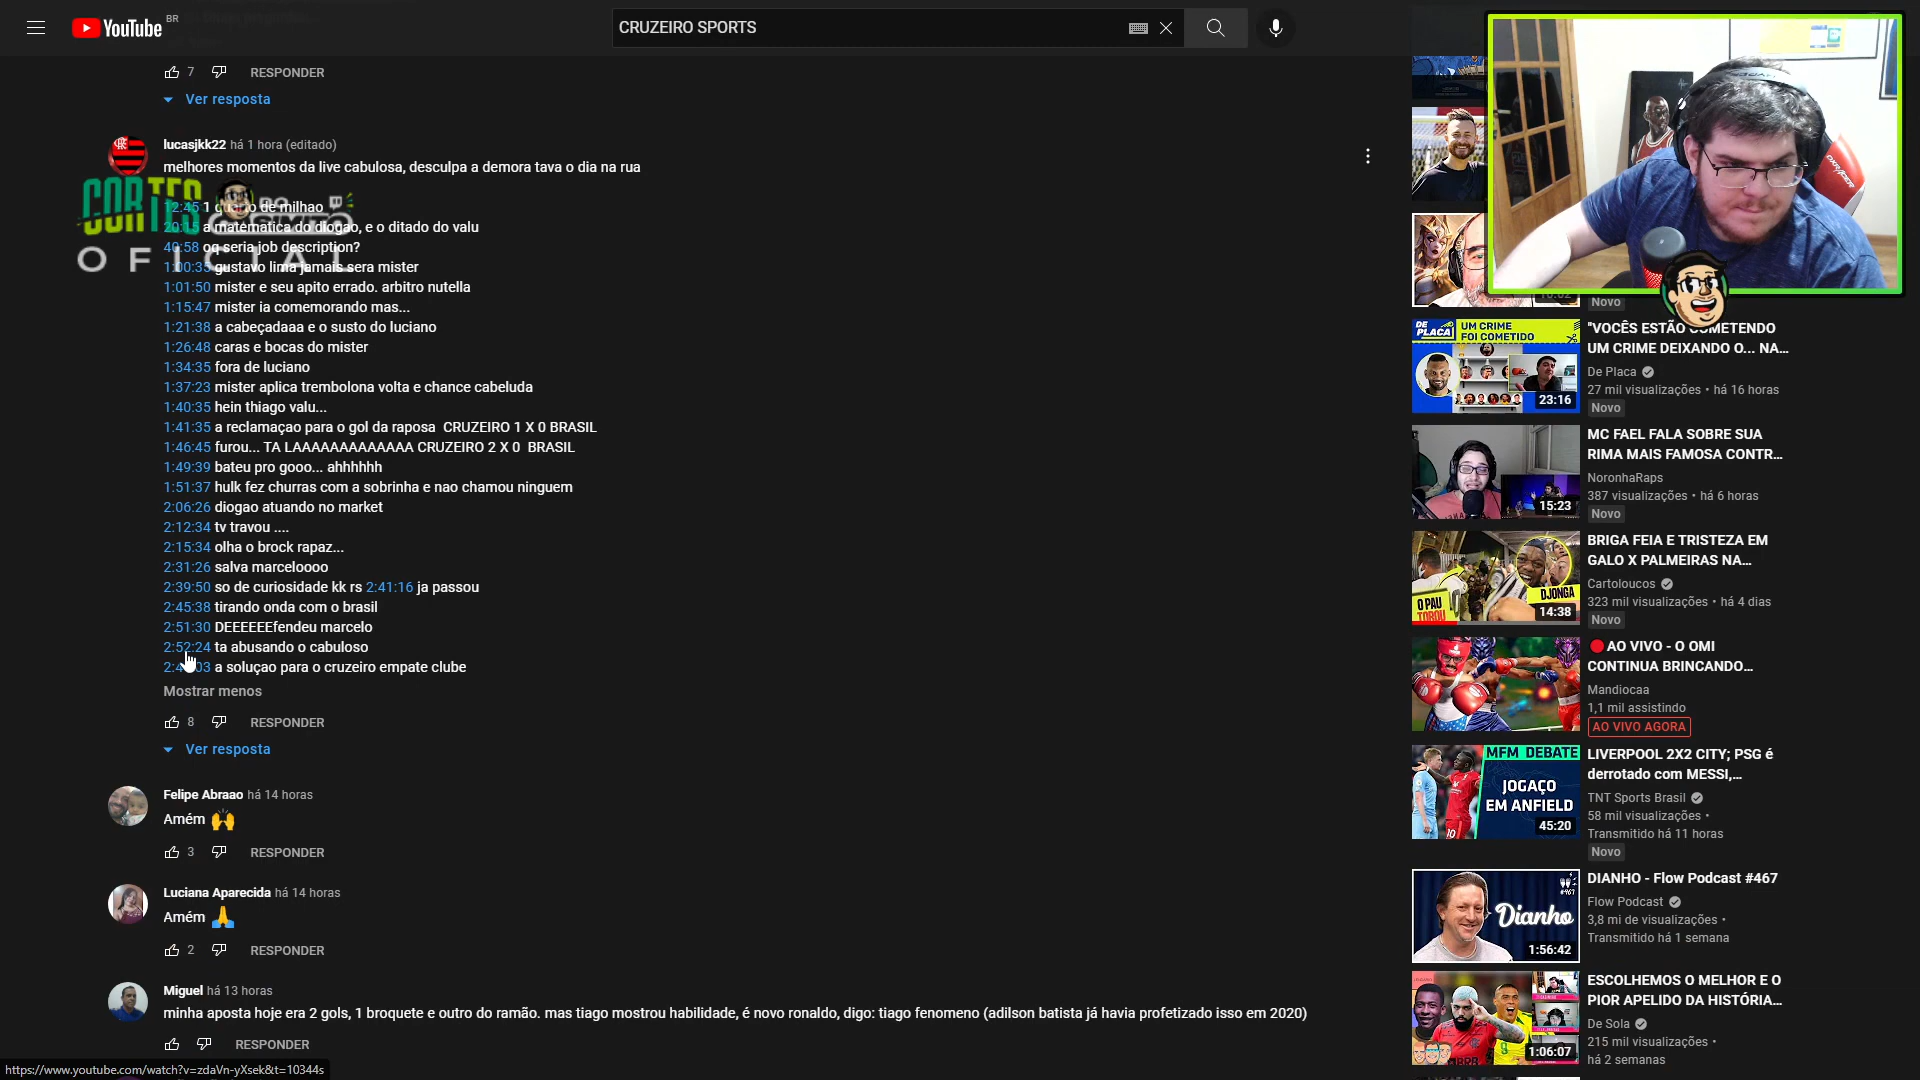 YouTube BR
CRUZEIRO SPORTS
7 RESPONDER
Ver resposta
lucasjkk22 há 1 hora (editado)
melhores momentos da live cabulosa, desculpa a demora tava o dia na rua
12:45 1 quarto de milhao
20:15 a matematica do diogao, e o ditado do valu
40:58 oq seria job description?
1:00:35 gustavo lima jamais sera mister
1:01:50 mister e seu apito errado. arbitro nutella
1:15:47 mister ia comemorando mas...
1:21:38 a cabeçadaaa e o susto do luciano
1:26:48 caras e bocas do mister
1:34:35 fora de luciano
1:37:23 mister aplica trembolona volta e chance cabeluda
1:40:35 hein thiago valu...
1:41:35 a reclamaçao para o gol da raposa CRUZEIRO 1 X 0 BRASIL
1:46:45 furou... TA LAAAAAAAAAAAAA CRUZEIRO 2 X 0 BRASIL
1:49:39 bateu pro gooo... ahhhhhh
1:51:37 hulk fez churras com a sobrinha e nao chamou ninguem
2:06:26 diogao atuando no market
2:12:34 tv travou ....
2:15:34 olha o brock rapaz...
2:31:26 salva marceloooo
2:39:50 so de curiosidade kk rs 2:41:16 ja passou
2:45:38 tirando onda com o brasil
2:51:30 DEEEEEEfendeu marcelo
2:52:24 ta abusando o cabuloso
a soluçao para o cruzeiro empate clube
Mostrar menos
8 RESPONDER
Ver resposta
Felipe Abraao há 14 horas
Amém 🙌
3 RESPONDER
Luciana Aparecida há 14 horas
Amém 🙏
2 RESPONDER
Miguel há 13 horas
minha aposta hoje era 2 gols, 1 broquete e outro do ramão. mas tiago mostrou habilidade, é novo ronaldo, digo: tiago fenomeno (adilson batista já havia profetizado isso em 2020)
RESPONDER
https://www.youtube.com/watch?v=zdaVn-yXsek&t=10344s
CORTES
DO
CASIMITO
OFICIAL
Novo
DE PLACA
UM CRIME
FOI COMETIDO
23:16
"VOCÊS ESTÃO COMETENDO
UM CRIME DEIXANDO O... NA...
De Placa
27 mil visualizações • há 16 horas
Novo
15:23
MC FAEL FALA SOBRE SUA
RIMA MAIS FAMOSA CONTR...
NoronhaRaps
387 visualizações • há 6 horas
Novo
O PAU
TOROU
DJONGA
14:38
BRIGA FEIA E TRISTEZA EM
GALO X PALMEIRAS NA...
Cartoloucos
323 mil visualizações • há 4 dias
Novo
🔴AO VIVO - O OMI
CONTINUA BRINCANDO...
Mandiocaa
1,1 mil assistindo
AO VIVO AGORA
MFM DEBATE
JOGAÇO
EM ANFIELD
45:20
LIVERPOOL 2X2 CITY; PSG é
derrotado com MESSI,...
TNT Sports Brasil
58 mil visualizações •
Transmitido há 11 horas
Novo
#467
Dianho
1:56:42
DIANHO - Flow Podcast #467
Flow Podcast
3,8 mi de visualizações •
Transmitido há 1 semana
1:06:07
ESCOLHEMOS O MELHOR E O
PIOR APELIDO DA HISTÓRIA...
De Sola
215 mil visualizações •
há 2 semanas